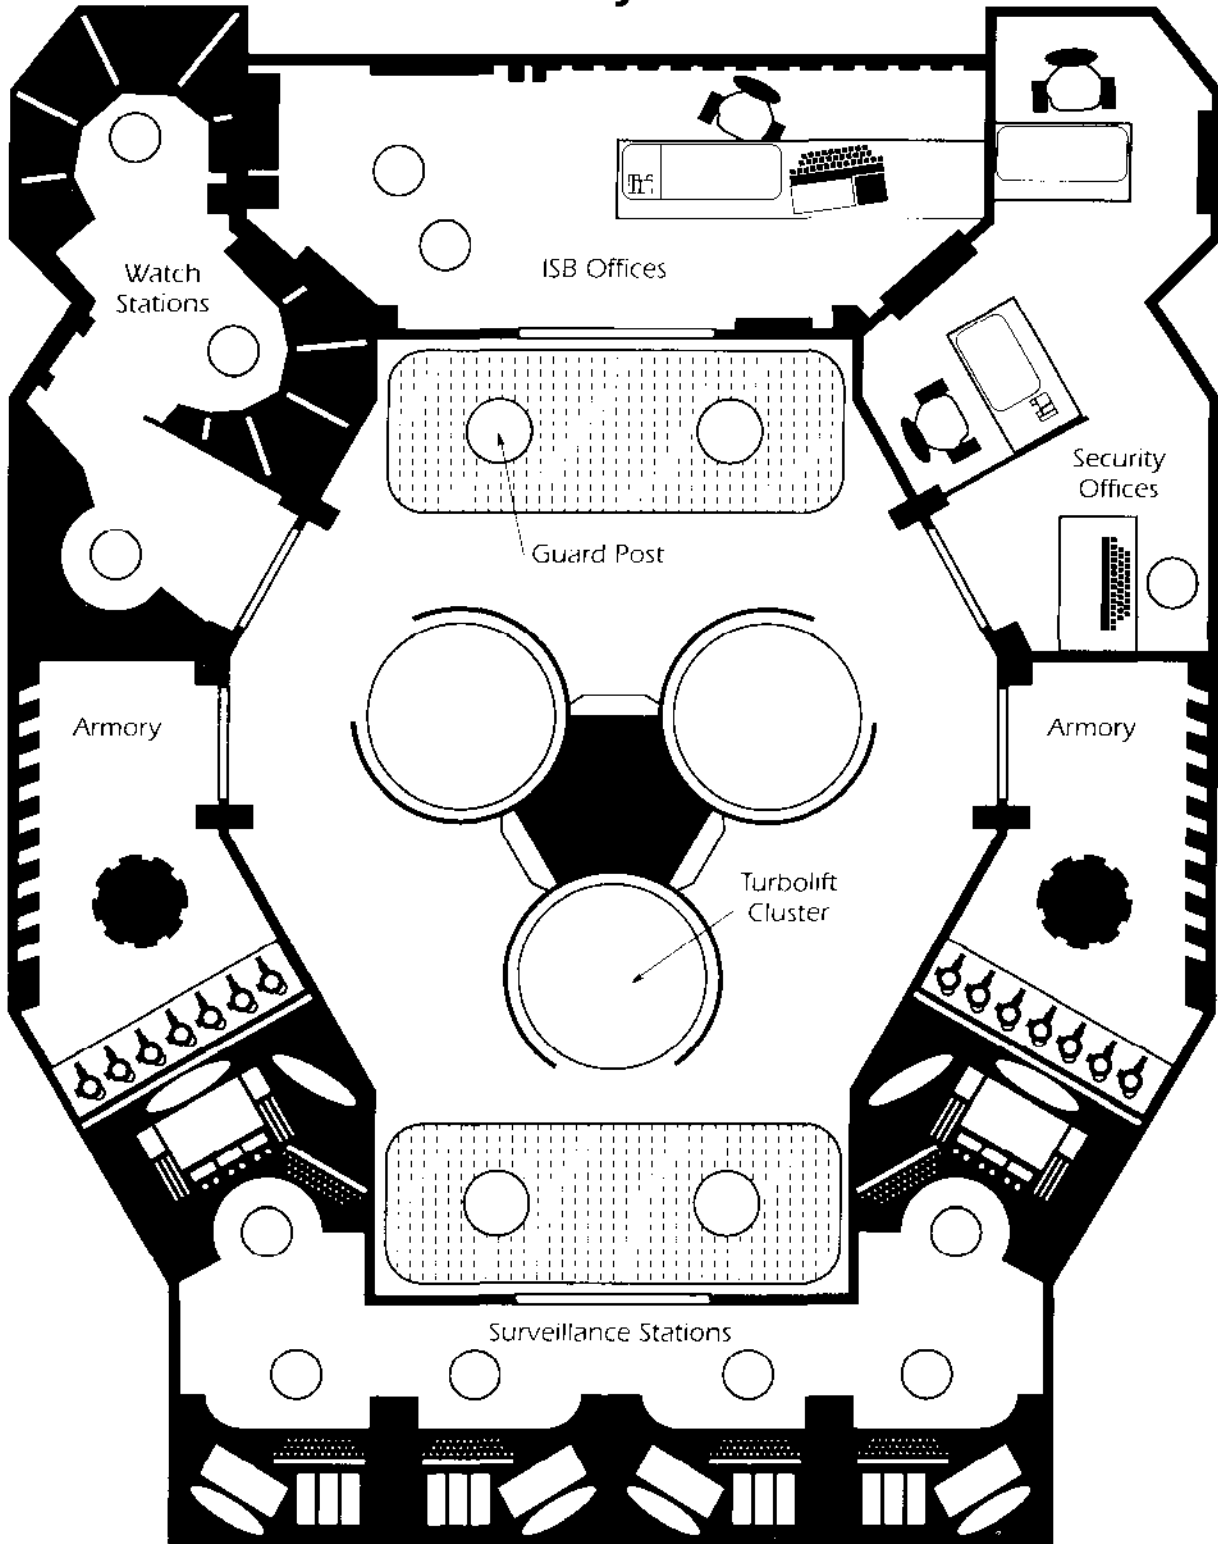 Watch
Stations
ISB Offices
Security
Offices
Guard Post
Armory
Armory
Turbolift
Cluster
Surveillance Stations